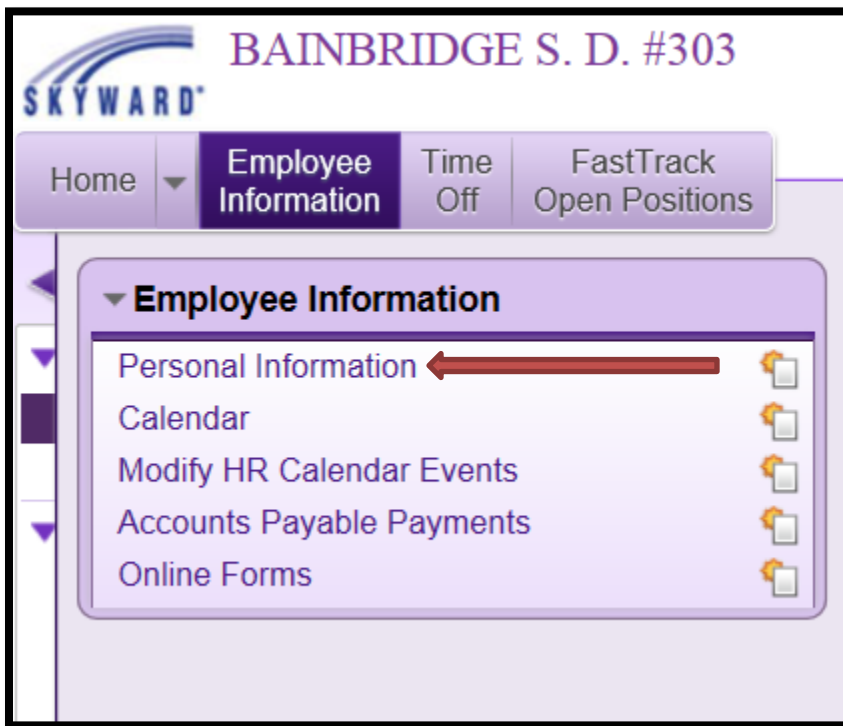 BAINBRIDGE S. D. #303
SKYWARD
Home
Employee
Information
Time
Off
FastTrack
Open Positions
Employee Information
Personal Information
Calendar
Modify HR Calendar Events
Accounts Payable Payments
Online Forms